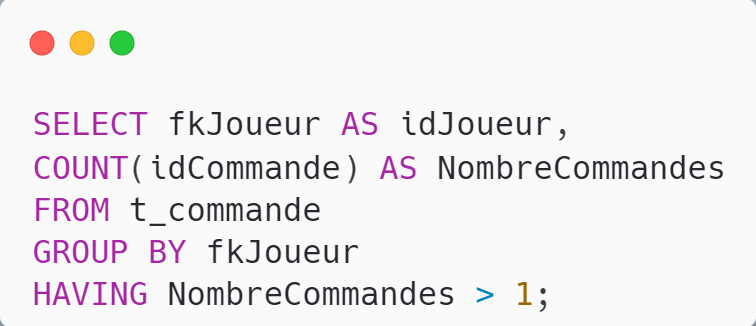 SELECT fkJoueur AS idJoueur,
COUNT(idCommande) AS NombreCommandes
FROM t_commande
GROUP BY fkJoueur
HAVING NombreCommandes > 1;